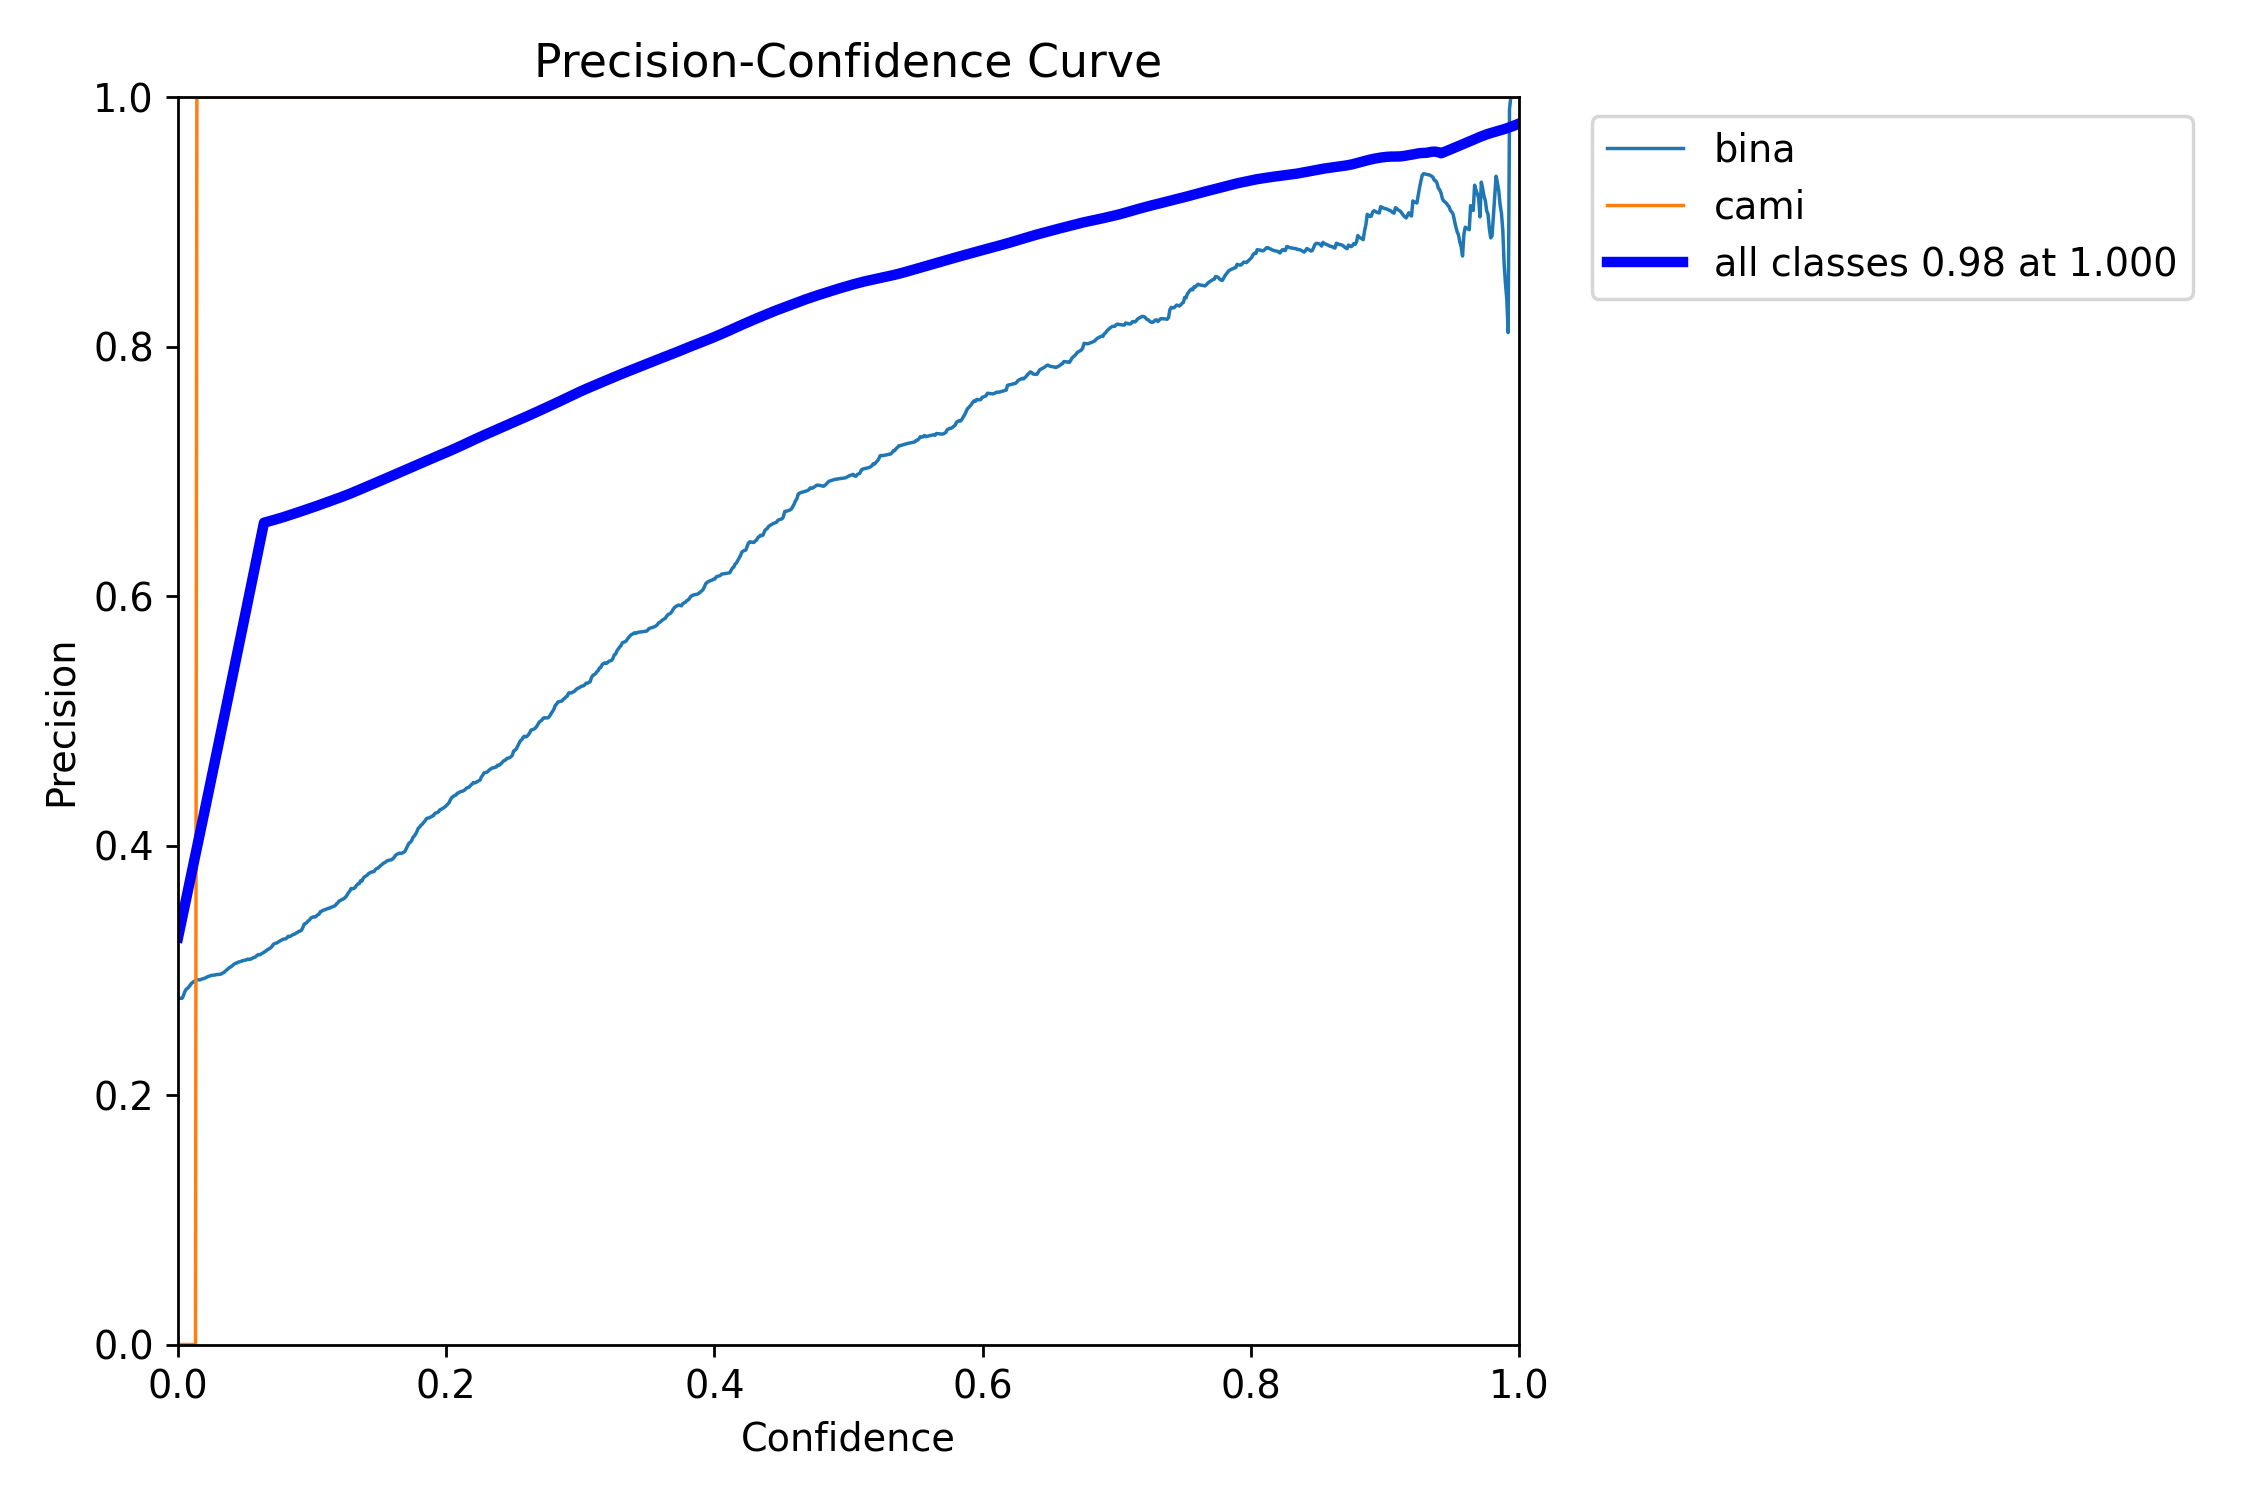 Precision-Confidence Curve
1.0
0.8
0.6
0.4
0.2
0.0
Precision
0.0 0.2 0.4 0.6 0.8 1.0
Confidence
bina
cami
all classes 0.98 at 1.000